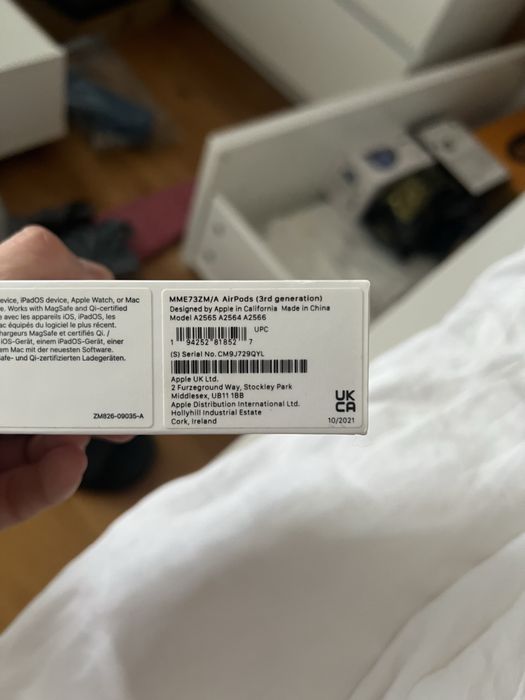 evice, iPadOS device, Apple Watch, or Mac
e. Works with MagSafe and Qi-certified
avec les appareils iOS, iPadOS, les
ac équipés du logiciel le plus récent.
hargeurs MagSafe et certifiés Qi. /
iOS-Gerät, einem iPadOS-Gerät, einer
em Mac mit der neuesten Software.
afe- und Qi-zertifizierten Ladegeräten.
ZM826-09035-A
MME73ZM/A AirPods (3rd generation)
Designed by Apple in California Made in China
Model A2565 A2564 A2566
UPC
1 94252 81852 7
(S) Serial No. CM9J729QYL
Apple UK Ltd.
2 Furzeground Way, Stockley Park
Middlesex, UB11 1BB
Apple Distribution International Ltd.
Hollyhill Industrial Estate
Cork, Ireland
UK
CA
10/2021